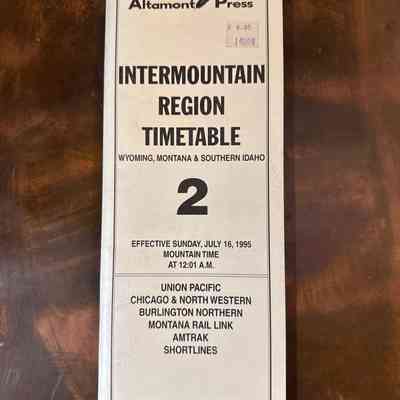 Altamont Press
INTERMOUNTAIN
REGION
TIMETABLE
WYOMING, MONTANA & SOUTHERN IDAHO
2
EFFECTIVE SUNDAY, JULY 16, 1995
MOUNTAIN TIME
AT 12:01 A.M.
UNION PACIFIC
CHICAGO & NORTH WESTERN
BURLINGTON NORTHERN
MONTANA RAIL LINK
AMTRAK
SHORTLINES